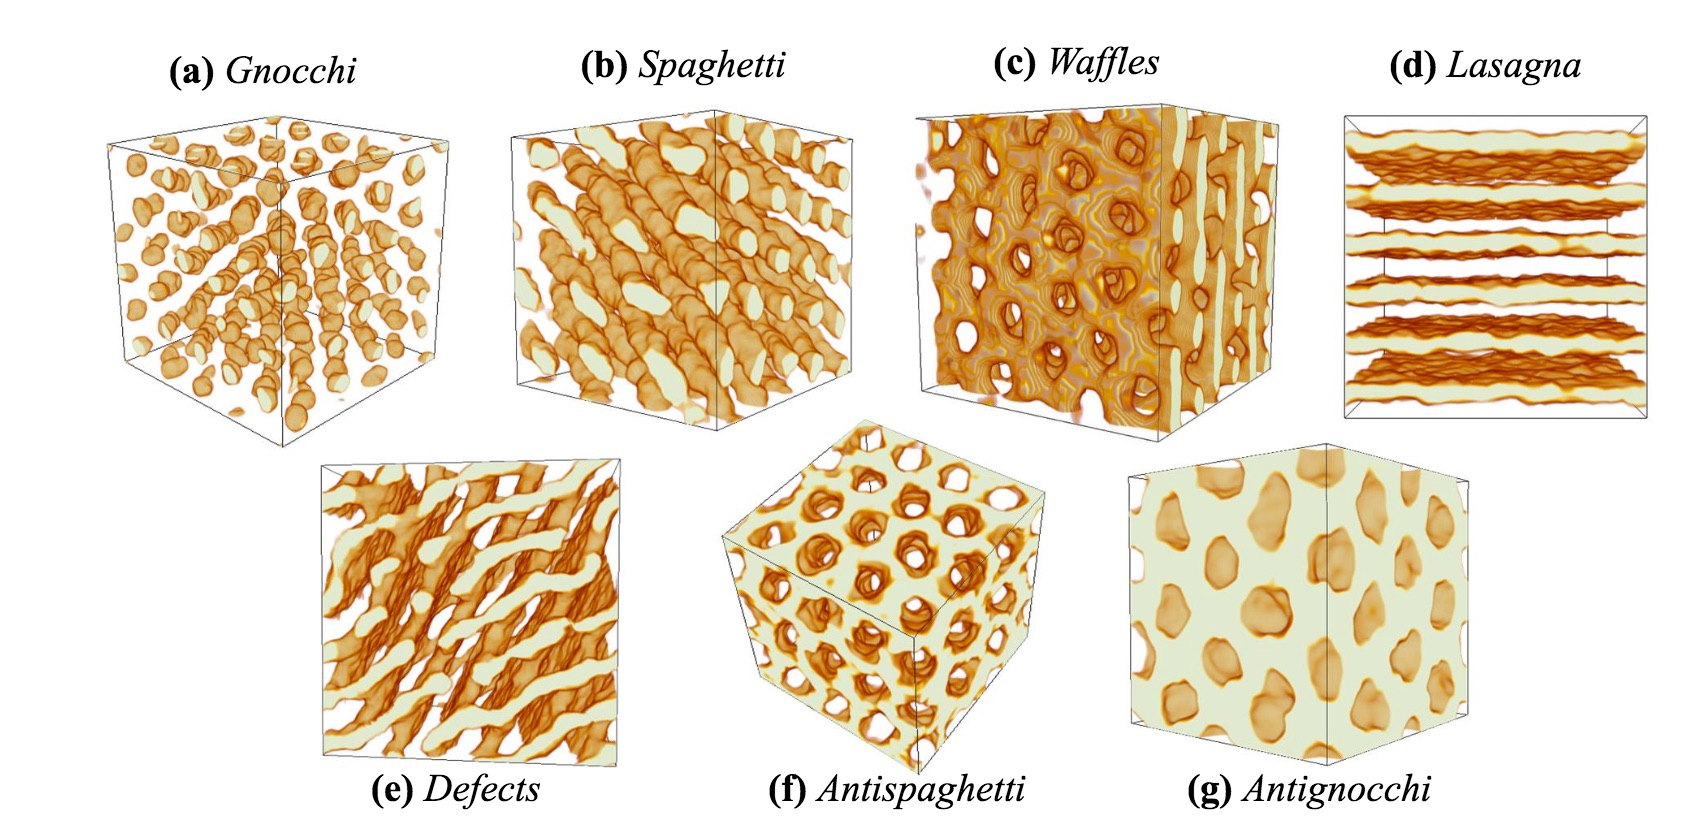 (a) Gnocchi
(b) Spaghetti
(c) Waffles
(d) Lasagna
(e) Defects
(f) Antispaghetti
(g) Antignocchi